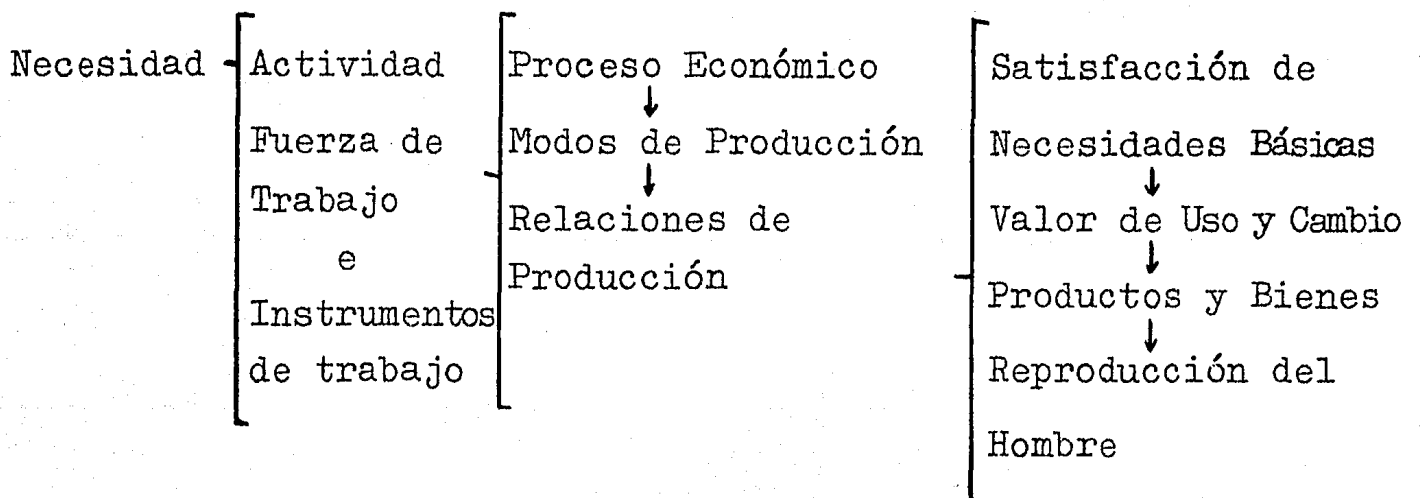 Necesidad
Actividad
Fuerza de
Trabajo
e
Instrumentos
de trabajo
Proceso Económico
Modos de Producción
Relaciones de
Producción
Satisfacción de
Necesidades Básicas
Valor de Uso y Cambio
Productos y Bienes
Reproducción del
Hombre